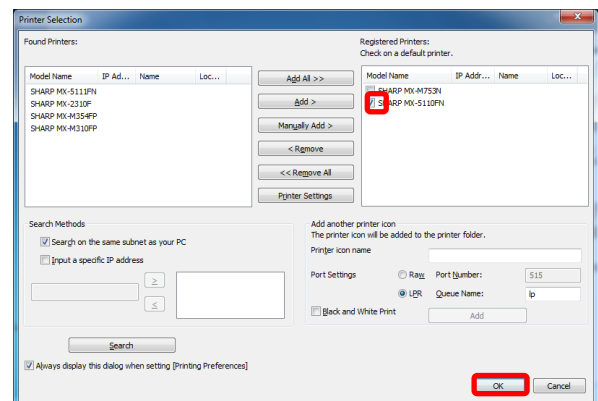 Printer Selection
Found Printers:
Model Name IP Ad... Name Loc...
SHARP MX-5111FN
SHARP MX-2310F
SHARP MX-M354FP
SHARP MX-M310FP
Add All >>
Add >
Manually Add >
< Remove
<< Remove All
Printer Settings
Registered Printers:
Check on a default printer.
Model Name IP Addr... Name Loc...
SHARP MX-M753N
SHARP MX-5110FN
Search Methods
Search on the same subnet as your PC
Input a specific IP address
≥
≤
Search
Always display this dialog when setting [Printing Preferences]
Add another printer icon
The printer icon will be added to the printer folder.
Printer icon name
Port Settings Raw Port Number: 515
LPR Queue Name: lp
Black and White Print Add
OK Cancel